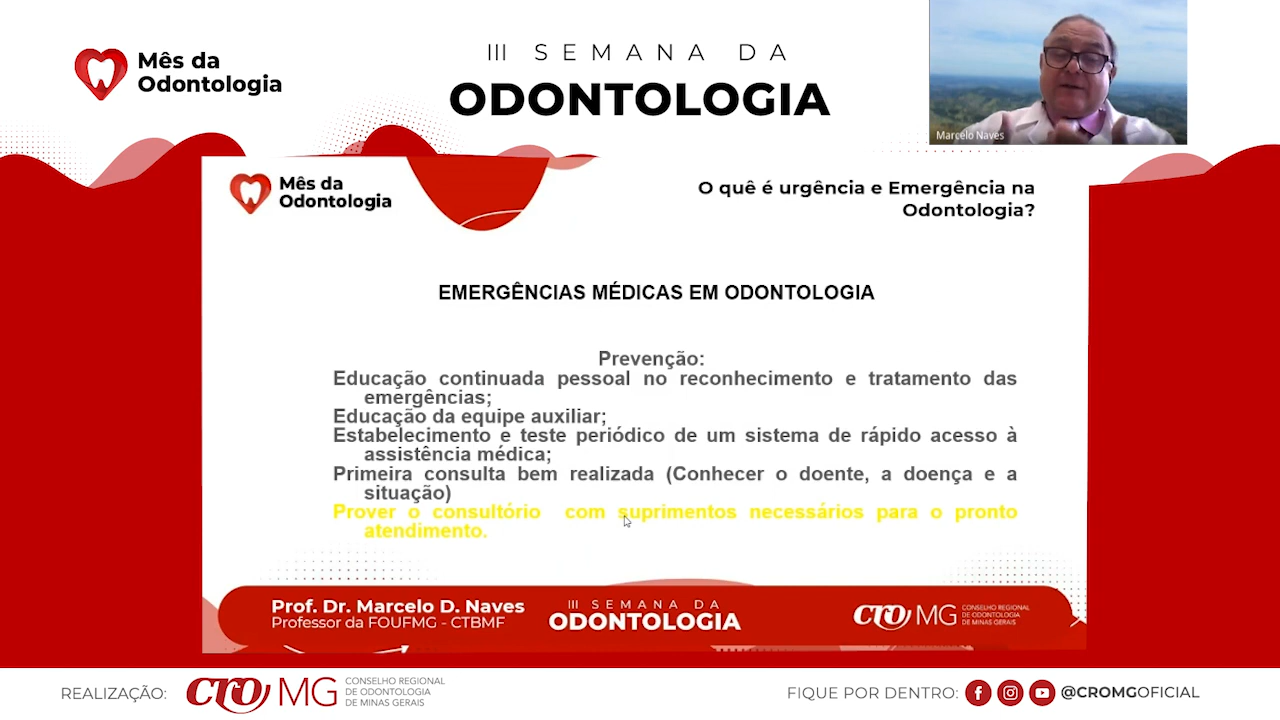 Mês da
Odontologia
III SEMANA DA
ODONTOLOGIA
Marcelo Naves
Mês da
Odontologia
O quê é urgência e Emergência na
Odontologia?
EMERGÊNCIAS MÉDICAS EM ODONTOLOGIA
Prevenção:
Educação continuada pessoal no reconhecimento e tratamento das
emergências;
Educação da equipe auxiliar;
Estabelecimento e teste periódico de um sistema de rápido acesso à
assistência médica;
Primeira consulta bem realizada (Conhecer o doente, a doença e a
situação)
Prover o consultório com suprimentos necessários para o pronto
atendimento.
Prof. Dr. Marcelo D. Naves
Professor da FOUFMG - CTBMF
III SEMANA DA
ODONTOLOGIA
CRO MG
CONSELHO REGIONAL
DE ODONTOLOGIA
DE MINAS GERAIS
REALIZAÇÃO:
CRO MG
CONSELHO REGIONAL
DE ODONTOLOGIA
DE MINAS GERAIS
FIQUE POR DENTRO:
@CROMGOFICIAL